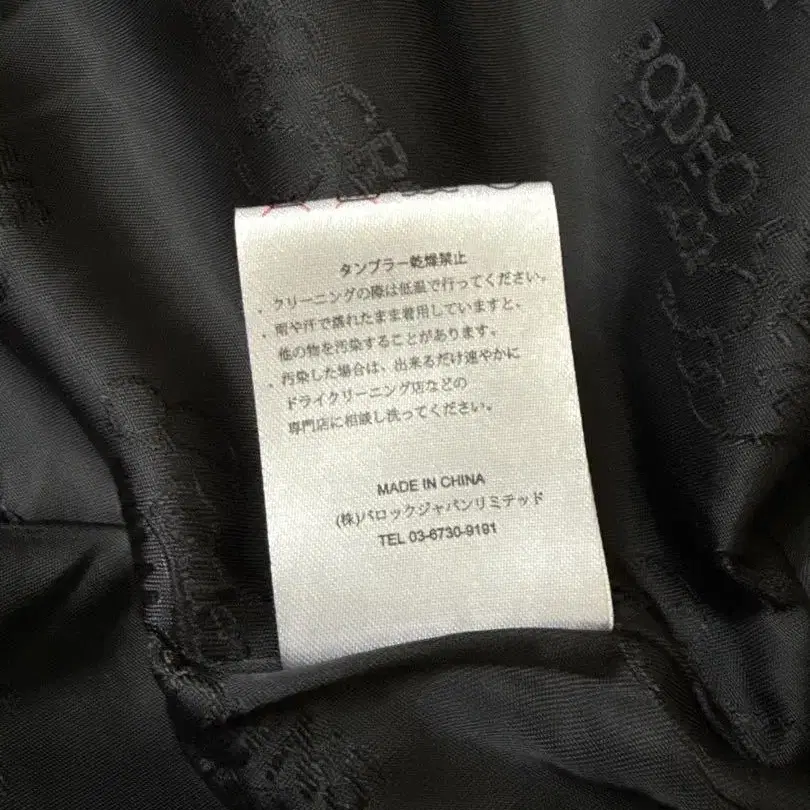 RODEO
タンブラー乾燥禁止
・クリーニングの際は低温で行ってください。
・雨や汗で濡れたまま着用していますと、
他の物を汚染することがあります。
・汚染した場合は、出来るだけ速やかに
ドライクリーニング店などの
専門店に相談し洗ってください。
MADE IN CHINA
(株)バロックジャパンリミテッド
TEL 03-6730-9191